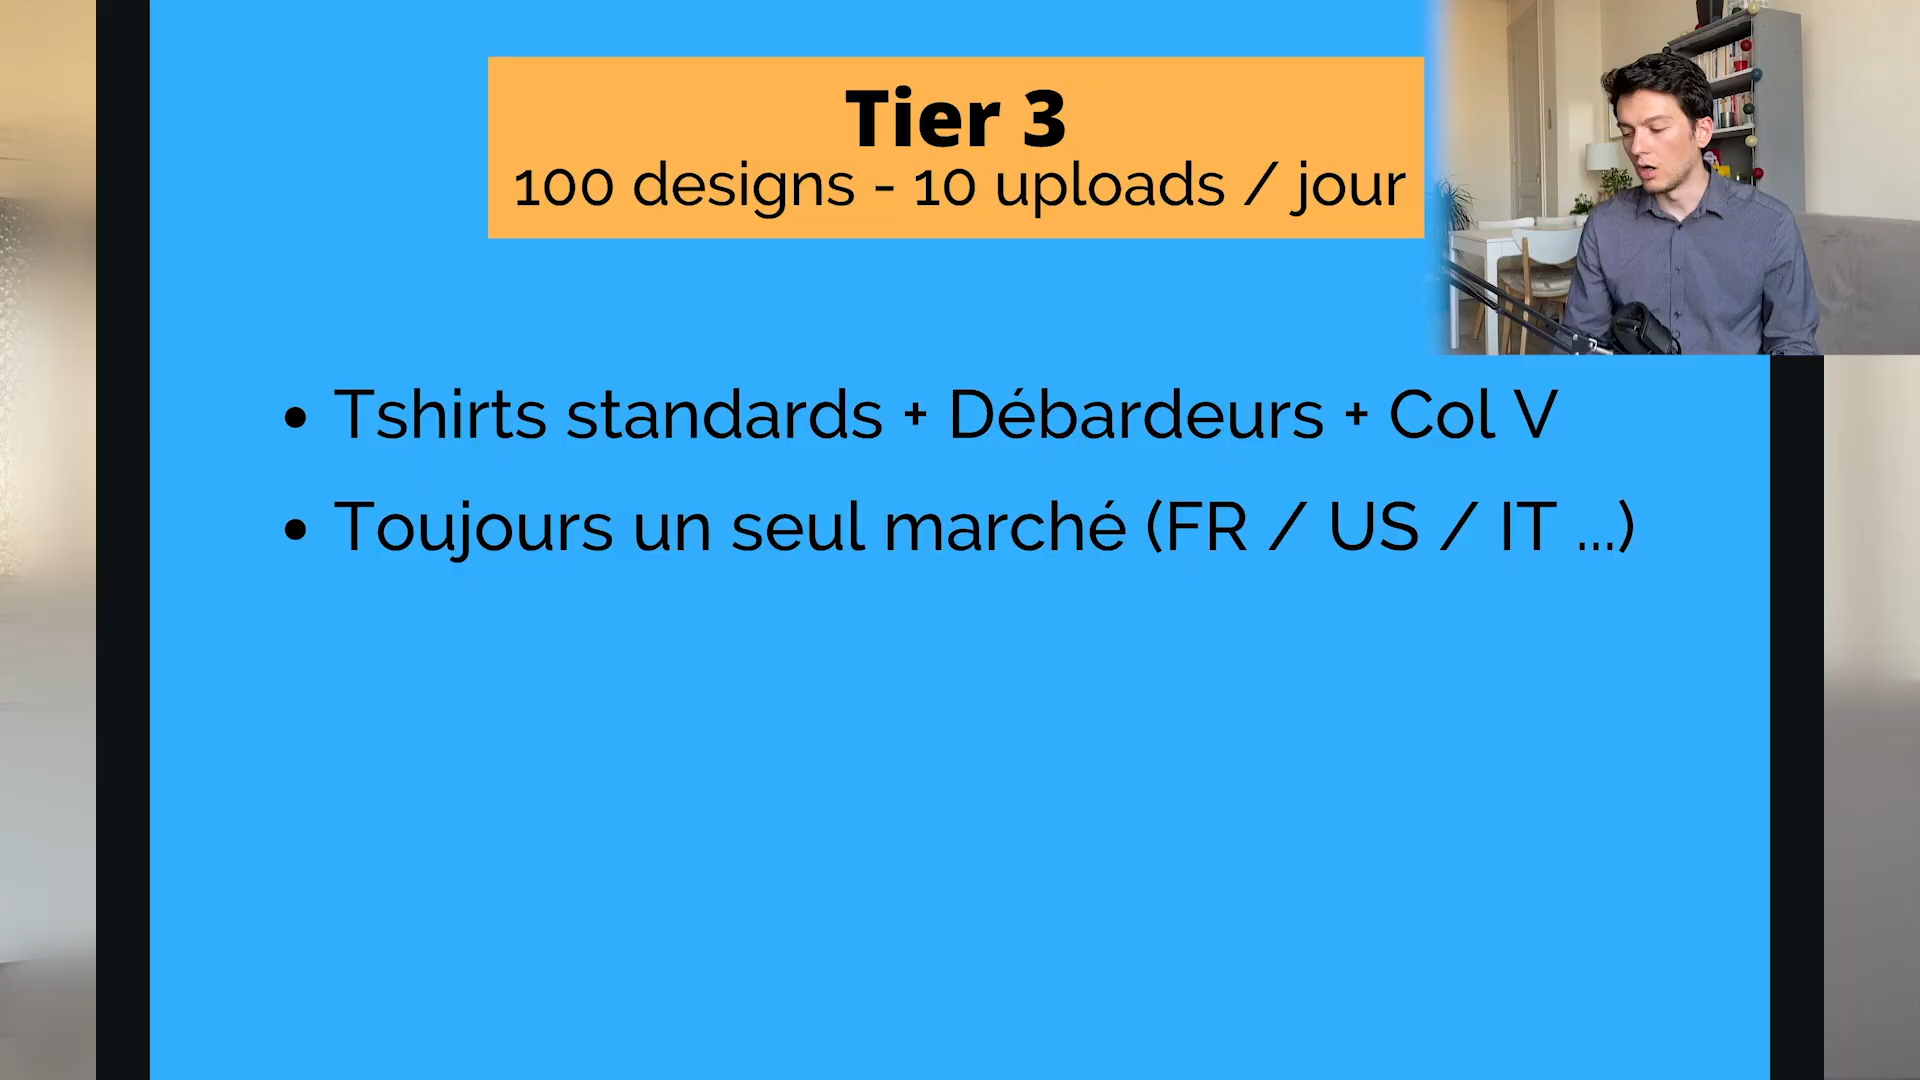 Tier 3
100 designs - 10 uploads / jour
• Tshirts standards + Débardeurs + Col V
• Toujours un seul marché (FR / US / IT ...)